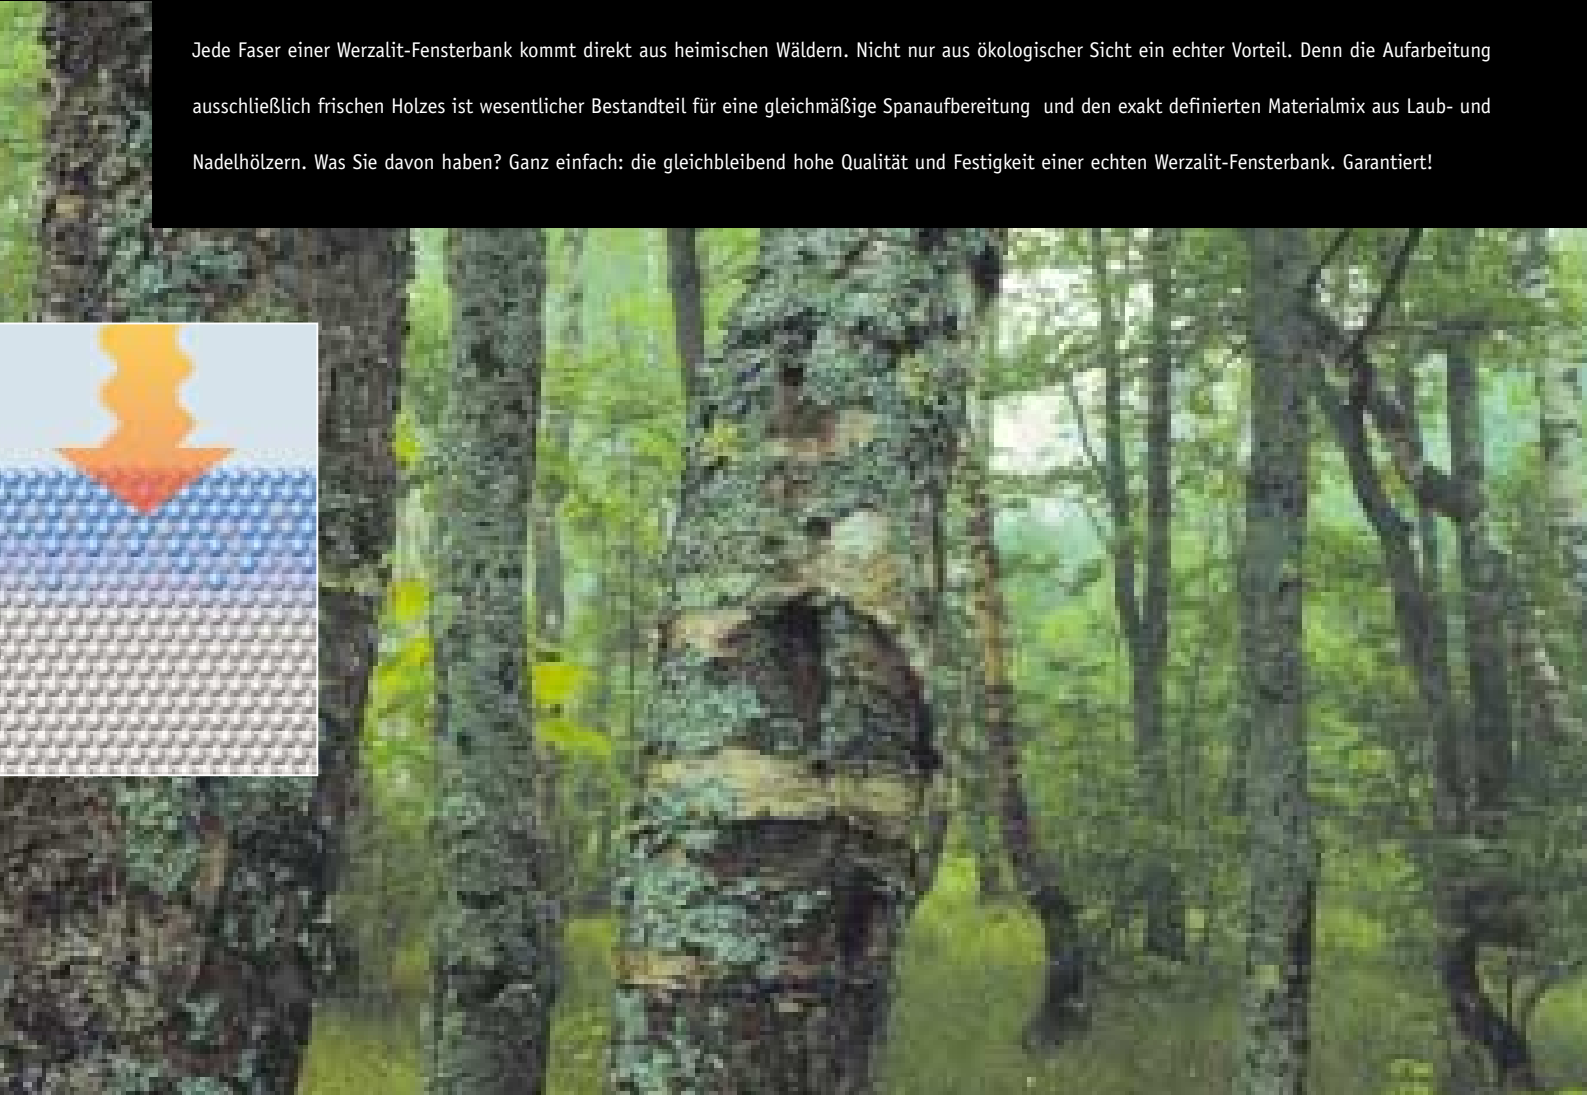 Jede Faser einer Werzalit-Fensterbank kommt direkt aus heimischen Wäldern. Nicht nur aus ökologischer Sicht ein echter Vorteil. Denn die Aufarbeitung
ausschließlich frischen Holzes ist wesentlicher Bestandteil für eine gleichmäßige Spanaufbereitung  und den exakt definierten Materialmix aus Laub- und
Nadelhölzern. Was Sie davon haben? Ganz einfach: die gleichbleibend hohe Qualität und Festigkeit einer echten Werzalit-Fensterbank. Garantiert!